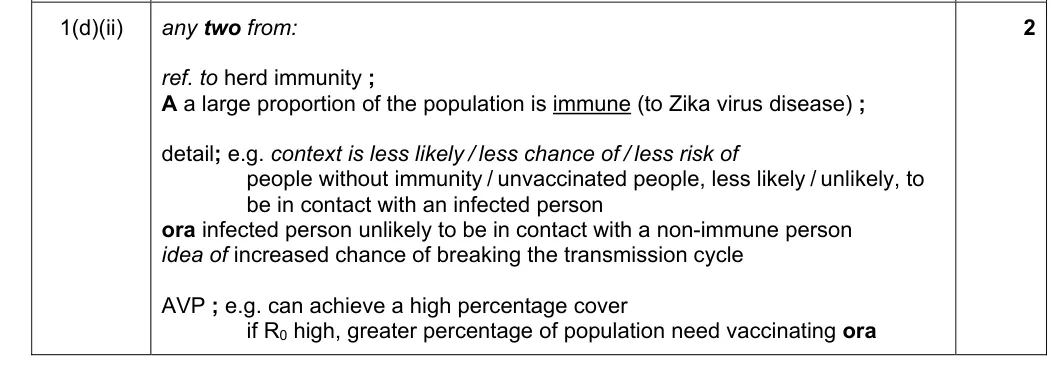 1(d)(ii) any two from: 2
ref. to herd immunity ;
A a large proportion of the population is immune (to Zika virus disease) ;
detail; e.g. context is less likely / less chance of / less risk of
people without immunity / unvaccinated people, less likely / unlikely, to
be in contact with an infected person
ora infected person unlikely to be in contact with a non-immune person
idea of increased chance of breaking the transmission cycle
AVP ; e.g. can achieve a high percentage cover
if R₀ high, greater percentage of population need vaccinating ora